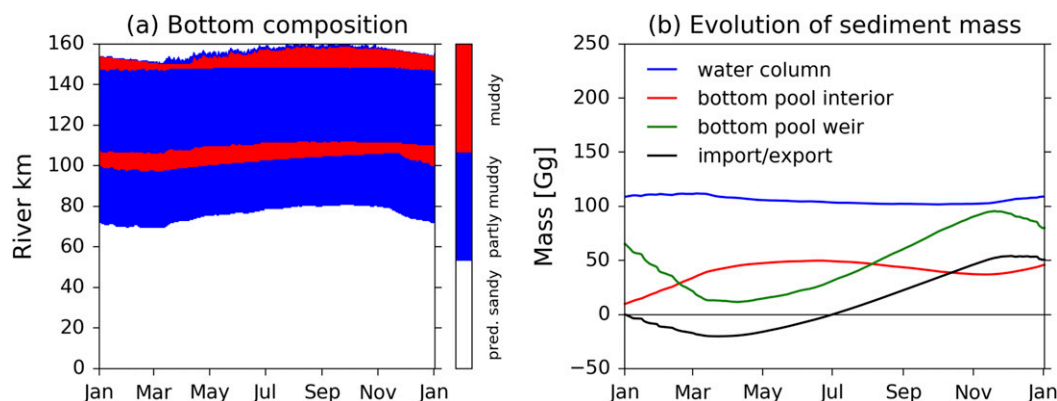 (a) Bottom composition
River km
160
140
120
100
80
60
40
20
0
Jan Mar May Jul Sep Nov Jan
muddy
partly muddy
pred. sandy
(b) Evolution of sediment mass
Mass [Gg]
250
200
150
100
50
0
−50
water column
bottom pool interior
bottom pool weir
import/export
Jan Mar May Jul Sep Nov Jan